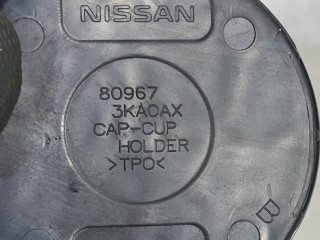 NISSAN
80967
3KA0AX
CAP-CUP
HOLDER
>TPO<
B